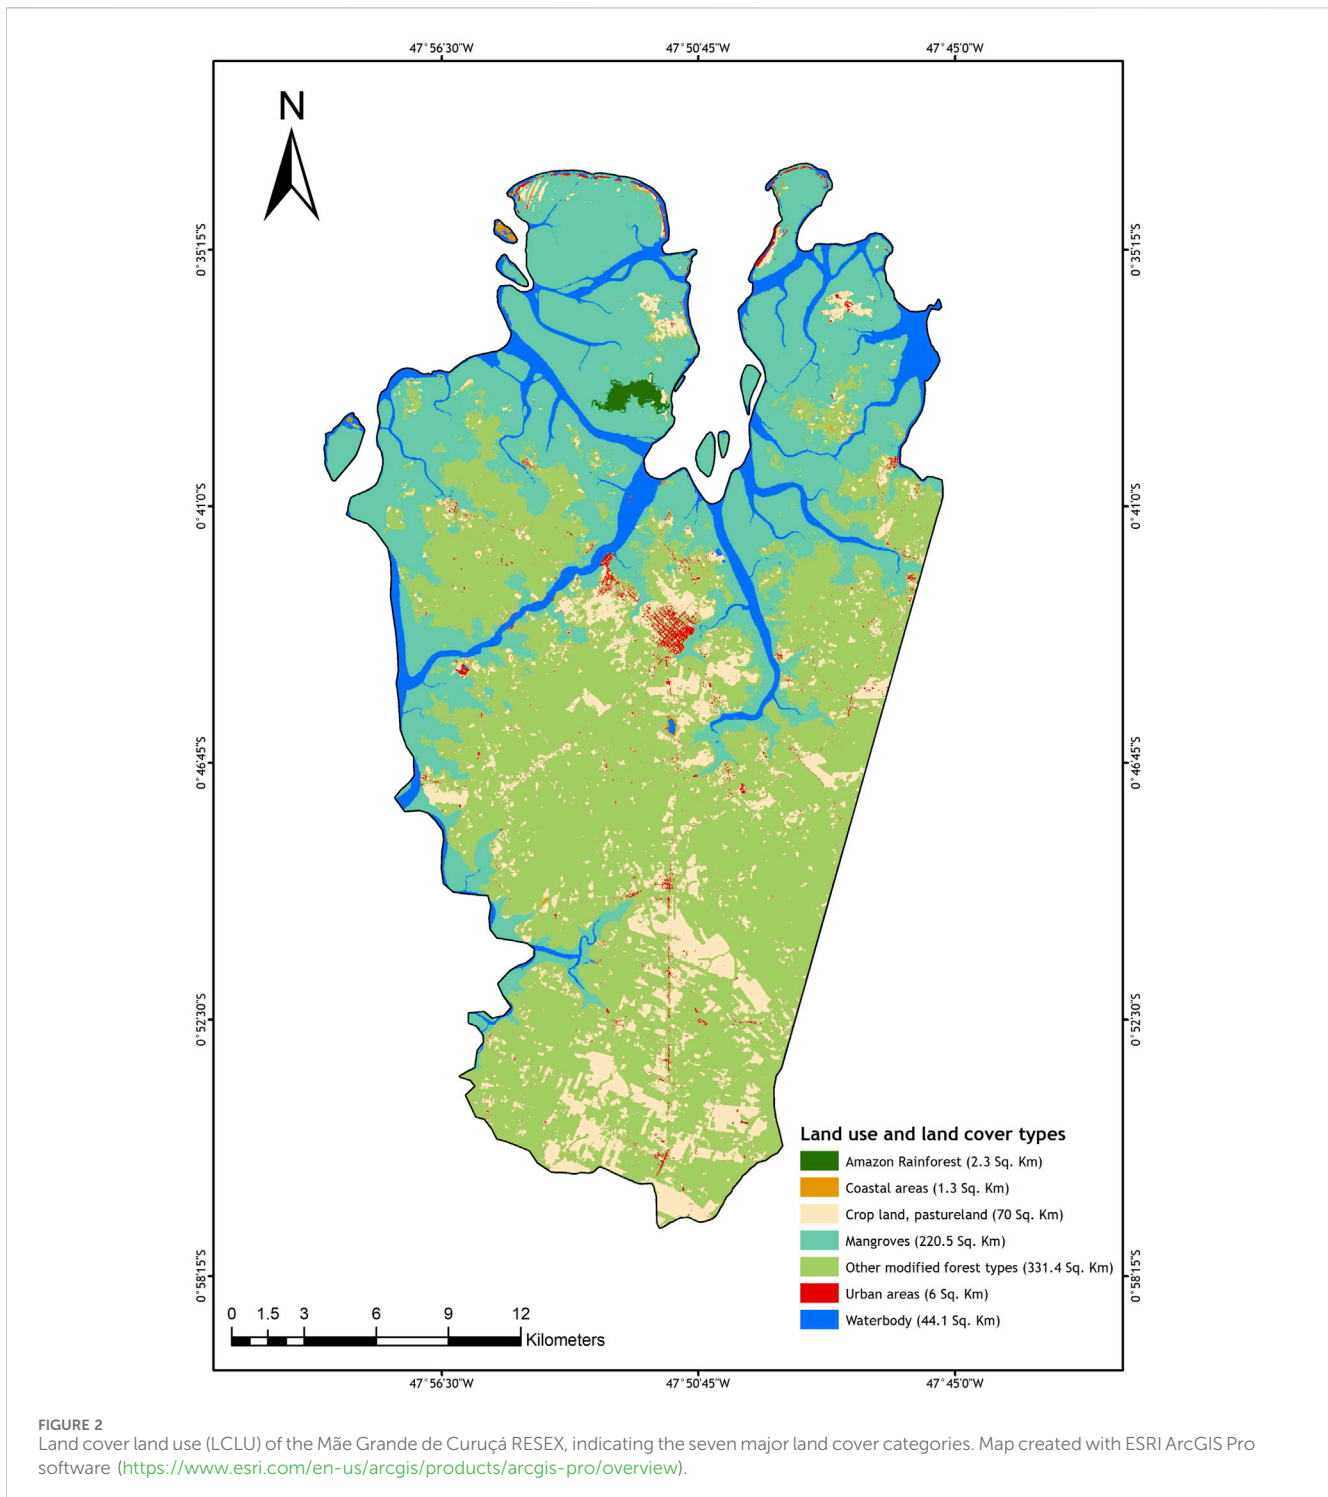 47°56'30"W 47°50'45"W 47°45'0"W
N
0°35'15"S 0°35'15"S
0°41'0"S 0°41'0"S
0°46'45"S 0°46'45"S
0°52'30"S 0°52'30"S
0°58'15"S 0°58'15"S
Land use and land cover types
Amazon Rainforest (2.3 Sq. Km)
Coastal areas (1.3 Sq. Km)
Crop land, pastureland (70 Sq. Km)
Mangroves (220.5 Sq. Km)
Other modified forest types (331.4 Sq. Km)
Urban areas (6 Sq. Km)
Waterbody (44.1 Sq. Km)
0 1.5 3 6 9 12
Kilometers
47°56'30"W 47°50'45"W 47°45'0"W
FIGURE 2
Land cover land use (LCLU) of the Mãe Grande de Curuçá RESEX, indicating the seven major land cover categories. Map created with ESRI ArcGIS Pro
software (https://www.esri.com/en-us/arcgis/products/arcgis-pro/overview).